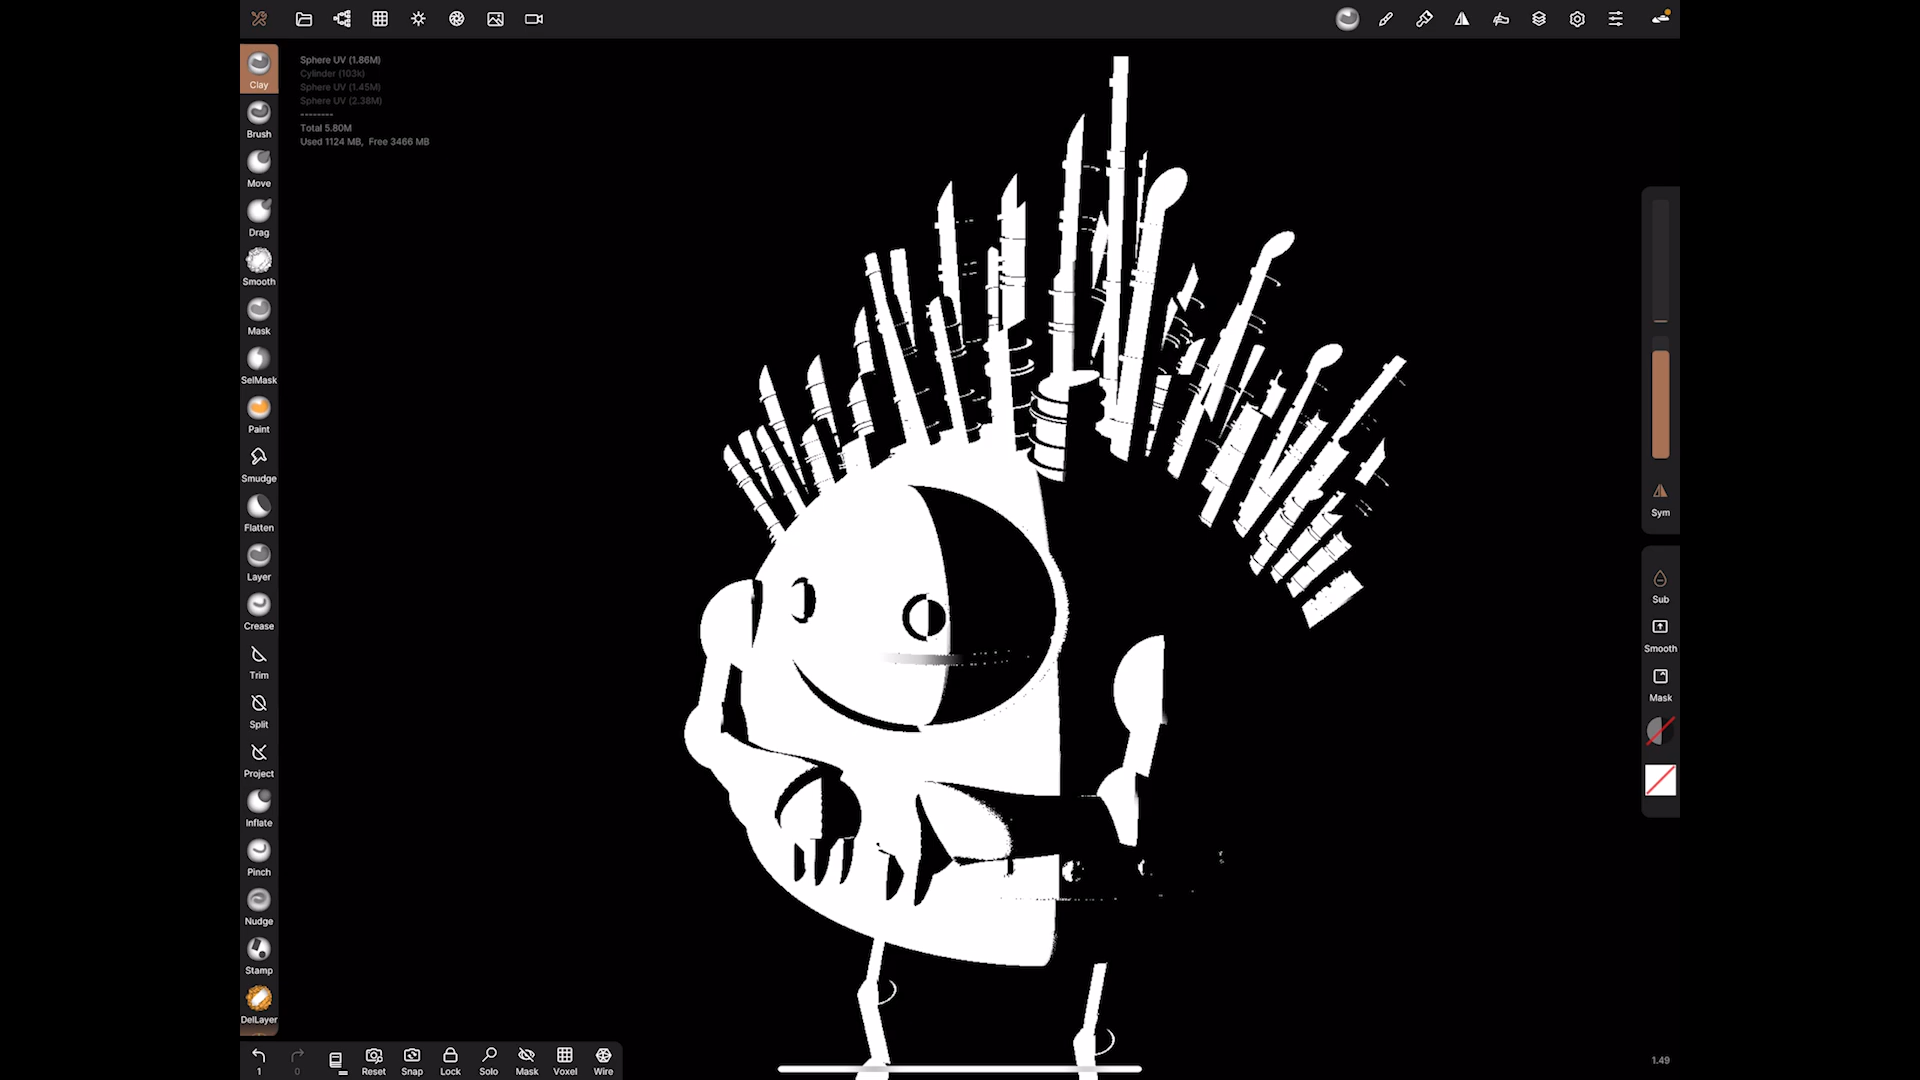 Sphere UV (1.86M)
Cylinder (103k)
Sphere UV (1.45M)
Sphere UV (2.38M)
--------
Total 5.80M
Used 1124 MB,  Free 3466 MB
Clay
Brush
Move
Drag
Smooth
Mask
SelMask
Paint
Smudge
Flatten
Layer
Crease
Trim
Split
Project
Inflate
Pinch
Nudge
Stamp
DelLayer
Sym
Sub
Smooth
Mask
1.49
1
0
Reset
Snap
Lock
Solo
Mask
Voxel
Wire